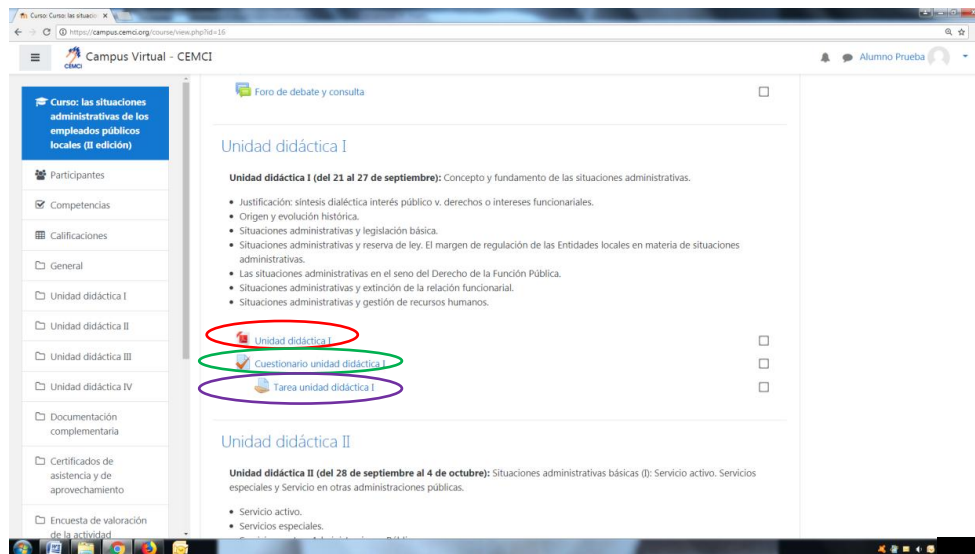 Curso: Curso: las situacio
https://campus.cemci.org/course/view.php?id=16
CEMCI
Campus Virtual - CEMCI
Alumno Prueba
Curso: las situaciones
administrativas de los
empleados públicos
locales (II edición)
Participantes
Competencias
Calificaciones
General
Unidad didáctica I
Unidad didáctica II
Unidad didáctica III
Unidad didáctica IV
Documentación
complementaria
Certificados de
asistencia y de
aprovechamiento
Encuesta de valoración
de la actividad
Foro de debate y consulta
Unidad didáctica I
Unidad didáctica I (del 21 al 27 de septiembre): Concepto y fundamento de las situaciones administrativas.
• Justificación: síntesis dialéctica interés público v. derechos o intereses funcionariales.
• Origen y evolución histórica.
• Situaciones administrativas y legislación básica.
• Situaciones administrativas y reserva de ley. El margen de regulación de las Entidades locales en materia de situaciones
administrativas.
• Las situaciones administrativas en el seno del Derecho de la Función Pública.
• Situaciones administrativas y extinción de la relación funcionarial.
• Situaciones administrativas y gestión de recursos humanos.
Unidad didáctica I
Cuestionario unidad didáctica I
Tarea unidad didáctica I
Unidad didáctica II
Unidad didáctica II (del 28 de septiembre al 4 de octubre): Situaciones administrativas básicas (I): Servicio activo. Servicios
especiales y Servicio en otras administraciones públicas.
• Servicio activo.
• Servicios especiales.